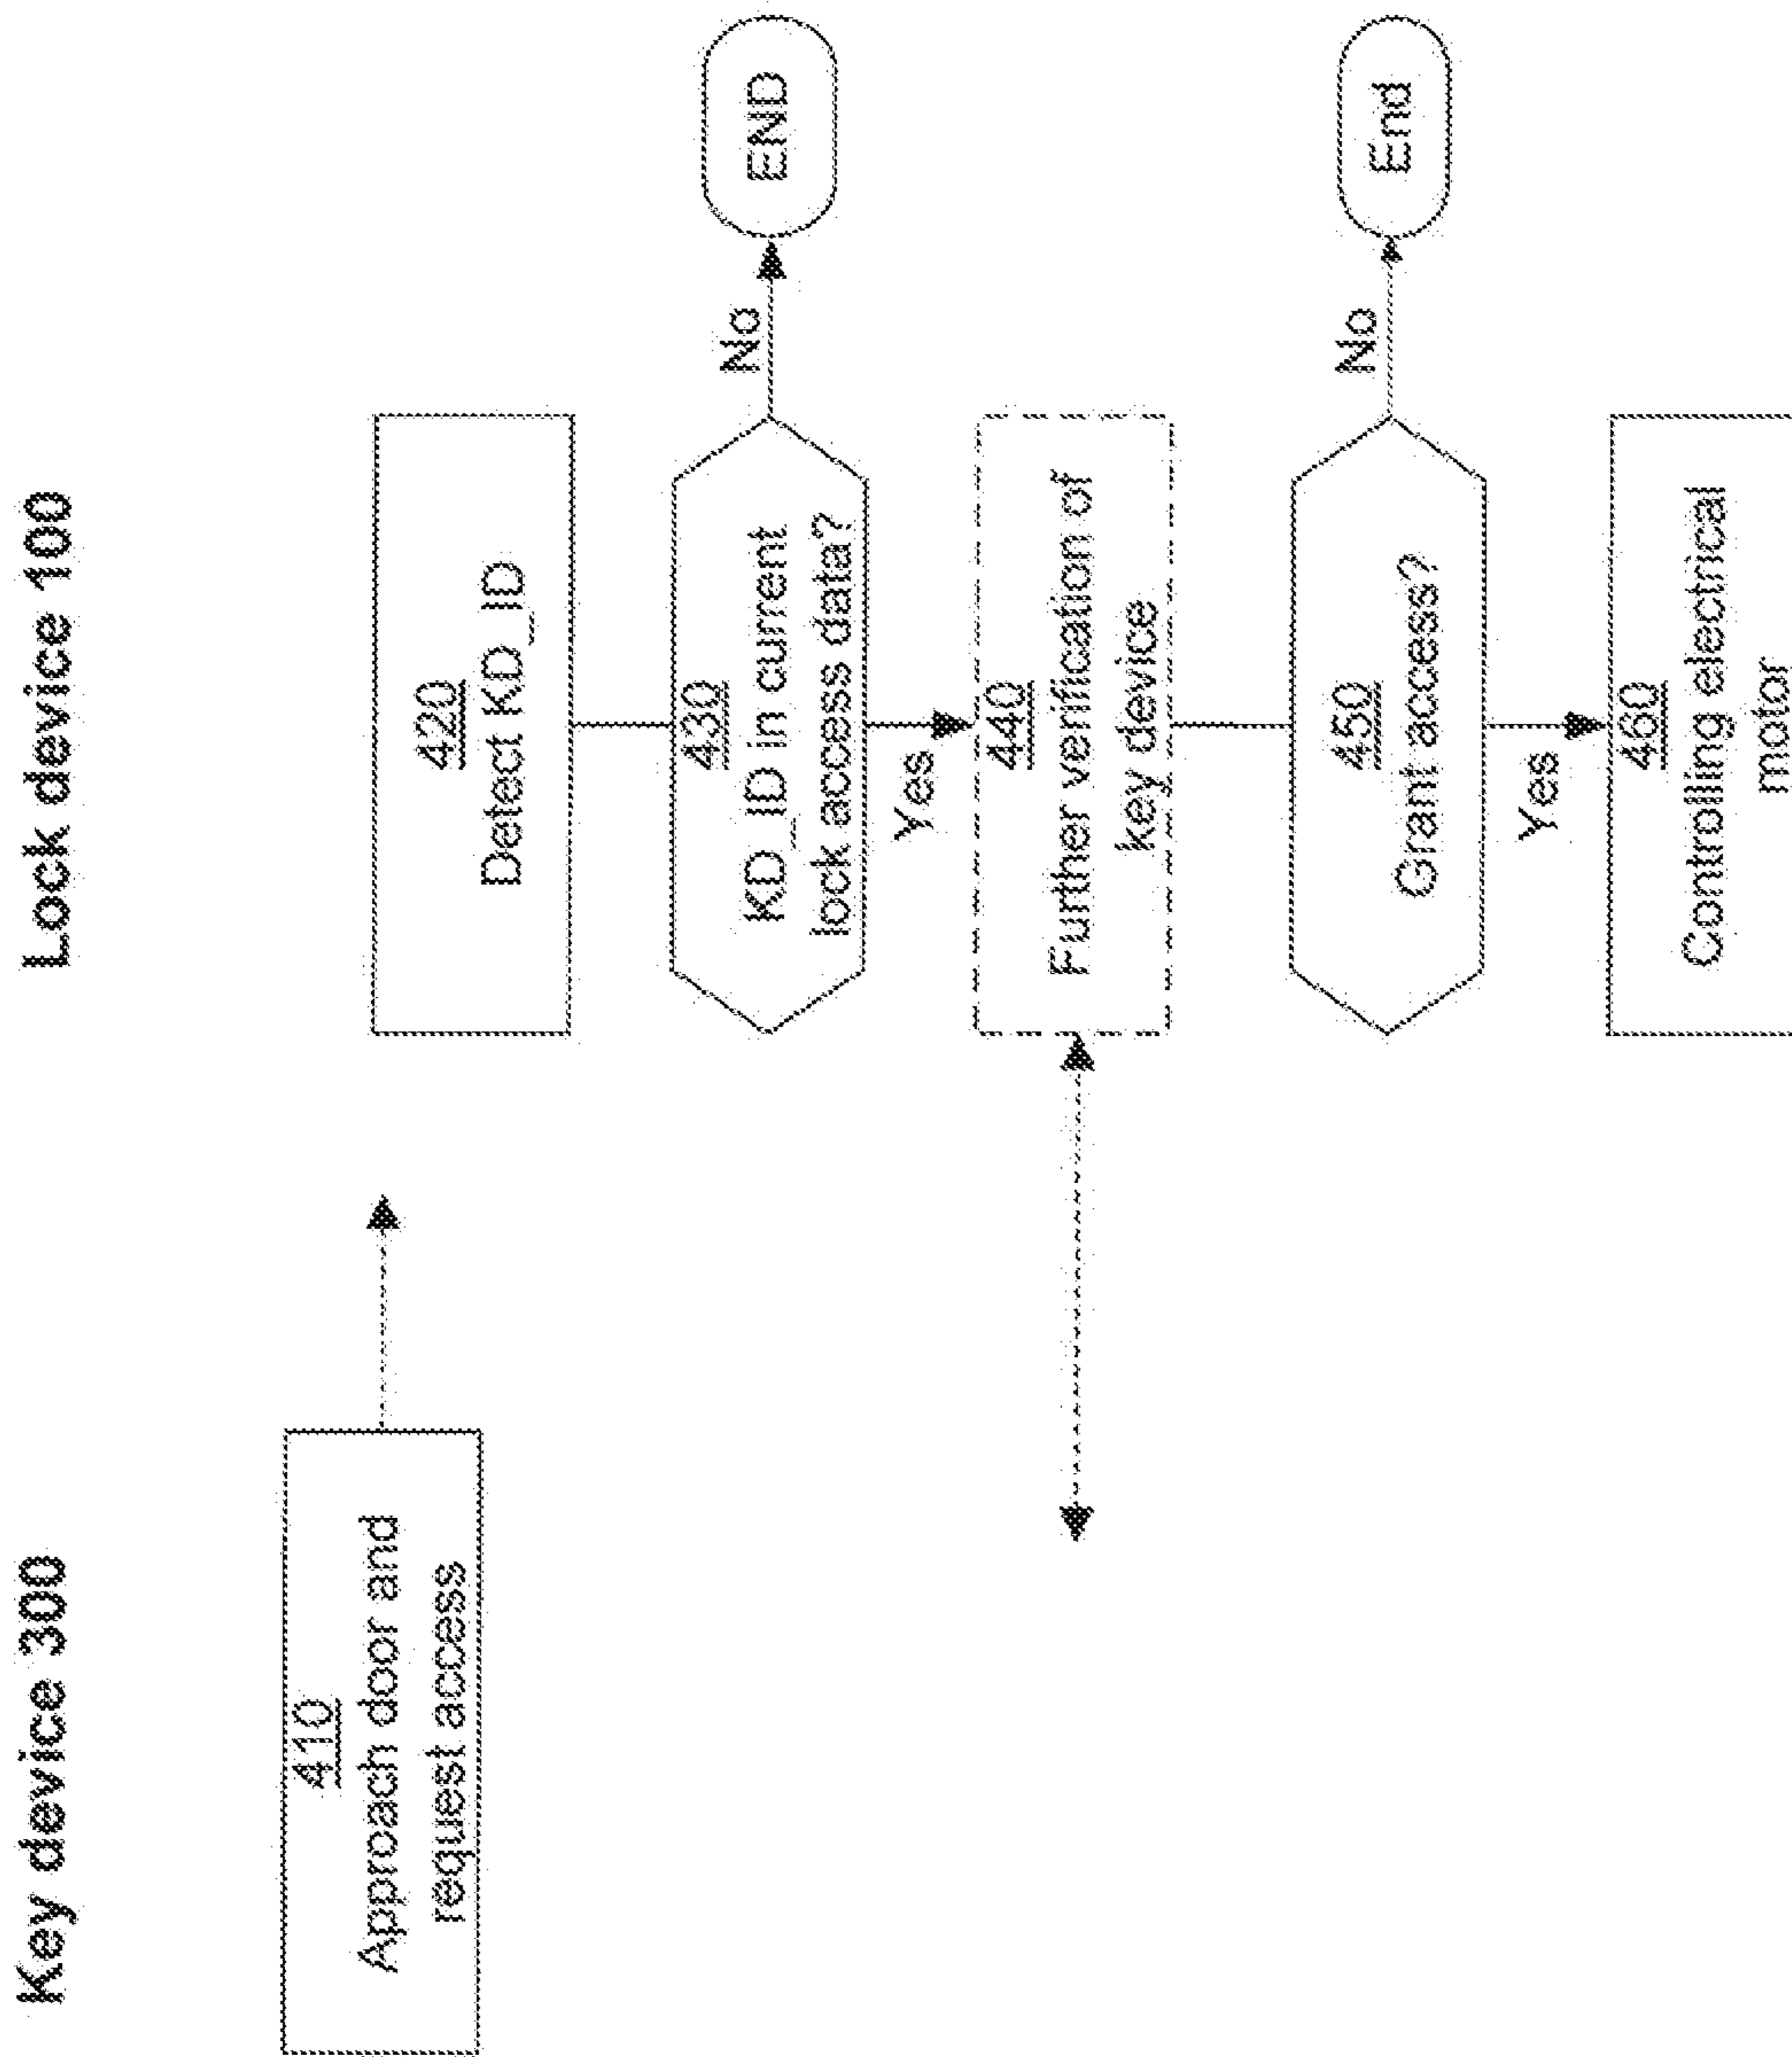 Key device 300
Lock device 100
410
Approach door and
request access
420
Detect KD_ID
430
KD_ID in current
lock access data?
No
END
Yes
440
Further verification of
key device
450
Grant access?
No
End
Yes
460
Controlling electrical
motor